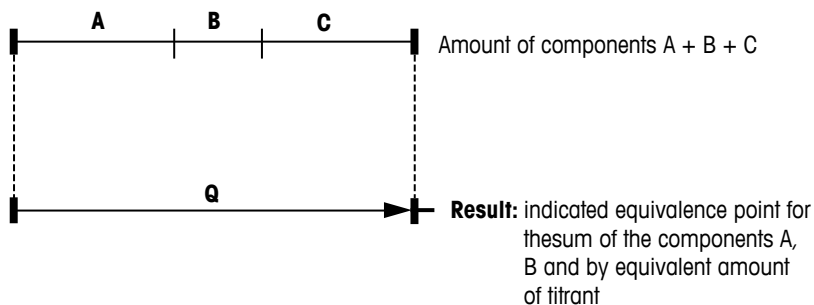 A B C
Amount of components A + B + C
Q
Result: indicated equivalence point for
thesum of the components A,
B and by equivalent amount
of titrant